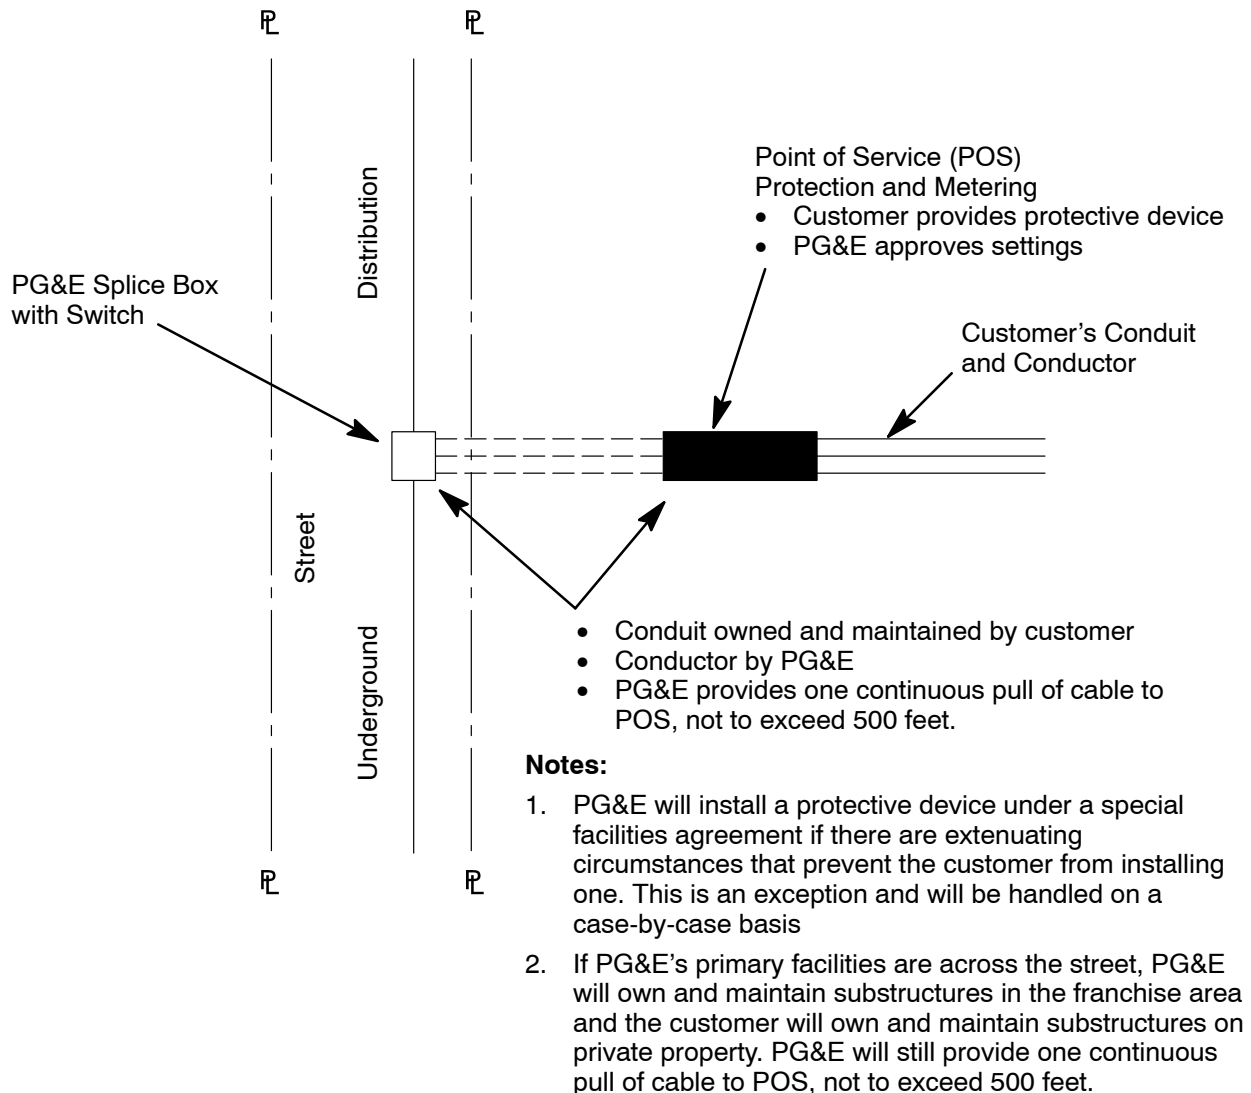 ℄ ℄
Point of Service (POS)
Protection and Metering
• Customer provides protective device
• PG&E approves settings
Distribution
PG&E Splice Box
with Switch
Customer’s Conduit
and Conductor
Street
Underground
• Conduit owned and maintained by customer
• Conductor by PG&E
• PG&E provides one continuous pull of cable to
POS, not to exceed 500 feet.
Notes:
1. PG&E will install a protective device under a special
facilities agreement if there are extenuating
circumstances that prevent the customer from installing
one. This is an exception and will be handled on a
case-by-case basis
2. If PG&E’s primary facilities are across the street, PG&E
will own and maintain substructures in the franchise area
and the customer will own and maintain substructures on
private property. PG&E will still provide one continuous
pull of cable to POS, not to exceed 500 feet.
℄ ℄